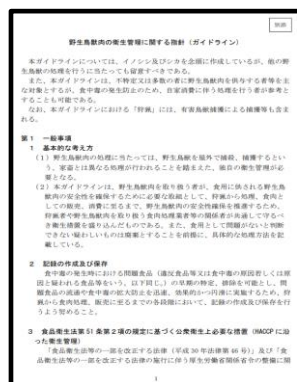 別添
野生鳥獣肉の衛生管理に関する指針（ガイドライン）
本ガイドラインについては、イノシシ及びシカを念頭に作成しているが、他の野
生鳥獣の処理を行うに当たっても留意すべきである。
また、本ガイドラインは、不特定又は多数の者に野生鳥獣肉を供与する者等を主
な対象とするが、食中毒の発生防止のため、自家消費に伴う処理を行う者が参考と
することも可能である。
なお、本ガイドラインにおける「狩猟」には、有害鳥獣捕獲による捕獲等も含ま
れる。
第１ 一般事項
１ 基本的な考え方
（１）野生鳥獣肉の処理に当たっては、野生鳥獣を屋外で捕殺、捕獲するとい
う、家畜とは異なる処理が行われることを踏まえた、独自の衛生管理が必
要となる。
（２）本ガイドラインは、野生鳥獣肉を取り扱う者が、食用に供される野生鳥
獣肉の安全性を確保するために必要な取組として、狩猟から処理、食肉と
しての販売、消費に至るまで、野生鳥獣肉の安全性確保を推進するため、
狩猟者や野生鳥獣肉を取り扱う食肉処理業者等の関係者が共通して守るべ
き衛生措置を盛り込んだものである。また、食用として問題がないと判断
できない疑わしいものは廃棄とすることを前提に、具体的な処理方法を記
載している。
２ 記録の作成及び保存
食中毒の発生時における問題食品（違反食品等又は食中毒の原因若しくは原
因と疑われる食品等をいう。以下同じ。）の早期の特定、排除を可能とし、問
題食品の流通や食中毒の拡大防止を迅速、効果的かつ円滑に実施するため、狩
猟から食肉処理、販売に至るまでの各段階において、記録の作成及び保存を行
うよう努めること。
３ 食品衛生法第51条第２項の規定に基づく公衆衛生上必要な措置（HACCPに沿
った衛生管理）
「食品衛生法等の一部を改正する法律（平成30年法律第46号）」及び「食
品衛生法等の一部を改正する法律の施行に伴う厚生労働省関係省令の整備に関
1